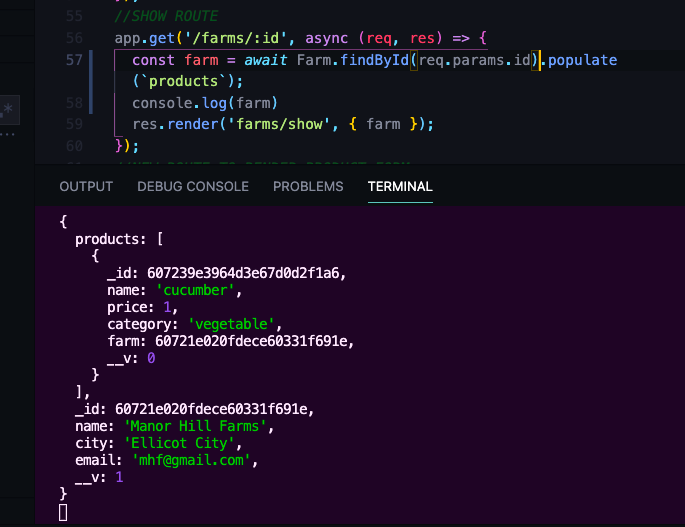 55 //SHOW ROUTE
56 app.get('/farms/:id', async (req, res) => {
57 const farm = await Farm.findById(req.params.id).populate
(`products`);
58 console.log(farm)
59 res.render('farms/show', { farm });
60 });
OUTPUT DEBUG CONSOLE PROBLEMS TERMINAL
{
products: [
{
_id: 607239e3964d3e67d0d2f1a6,
name: 'cucumber',
price: 1,
category: 'vegetable',
farm: 60721e020fdece60331f691e,
__v: 0
}
],
_id: 60721e020fdece60331f691e,
name: 'Manor Hill Farms',
city: 'Ellicot City',
email: 'mhf@gmail.com',
__v: 1
}